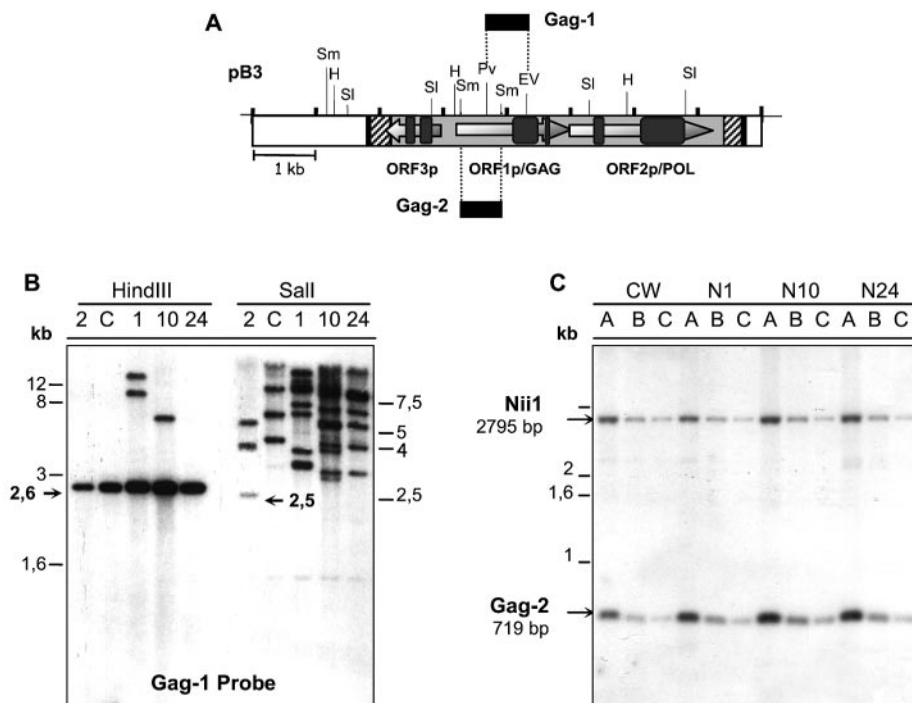 A
Gag-1
pB3
Sm
H
Sl
Sl
H
Sm
Pv
Sm
EV
Sl
H
Sl
1 kb
ORF3p
ORF1p/GAG
ORF2p/POL
Gag-2
B
HindIII
SalI
kb
2 C 1 10 24
2 C 1 10 24
12
8
3
2,6
1,6
7,5
5
4
2,5
2,5
Gag-1 Probe
C
CW N1 N10 N24
kb
A B C A B C A B C A B C
Nii1
2795 bp
2
1,6
1
Gag-2
719 bp